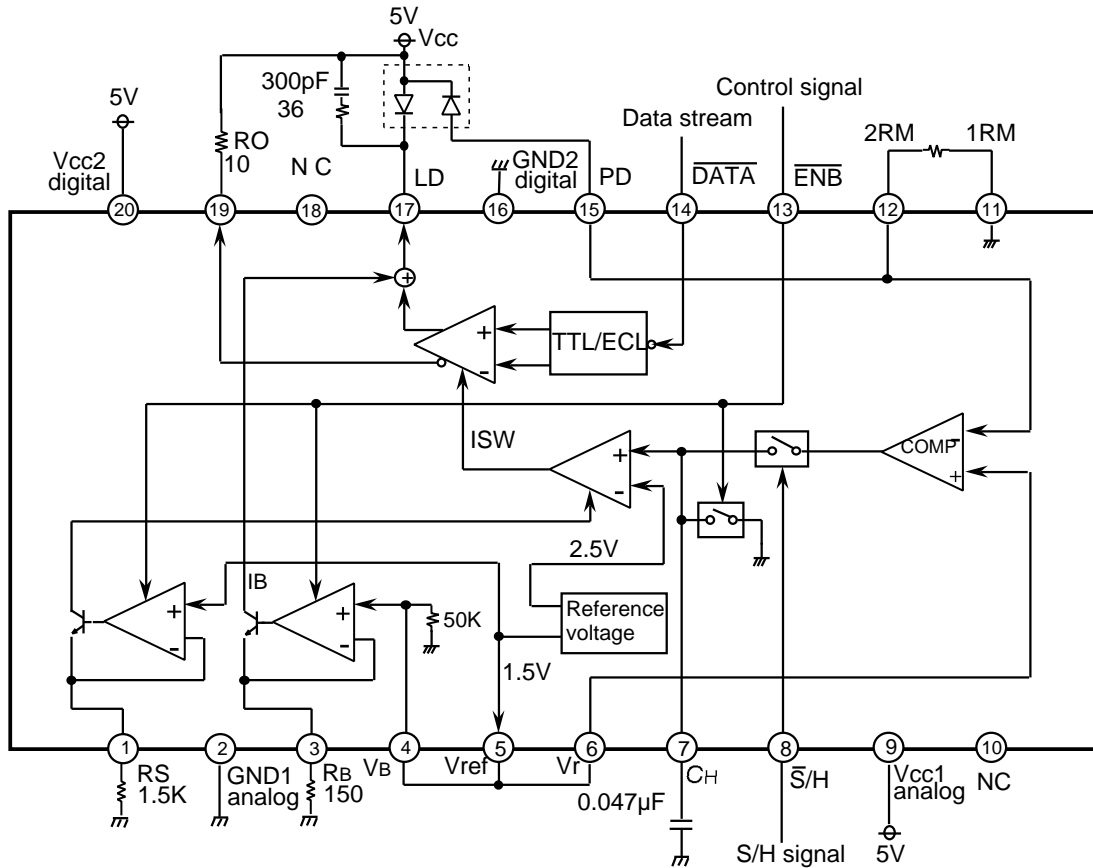 5V
Vcc
300pF
36
5V
RO
10
Vcc2
digital
N C
LD
GND2
digital
PD
Data stream
DATA
Control signal
ENB
2RM
1RM
20
19
18
17
16
15
14
13
12
11
+
+
-
TTL/ECL
ISW
+
-
COMP
-
+
2.5V
IB
+
-
+
-
50K
Reference
voltage
1.5V
1
2
3
4
5
6
7
8
9
10
RS
1.5K
GND1
analog
RB
150
VB
Vref
Vr
CH
0.047µF
S/H
S/H signal
Vcc1
analog
5V
NC